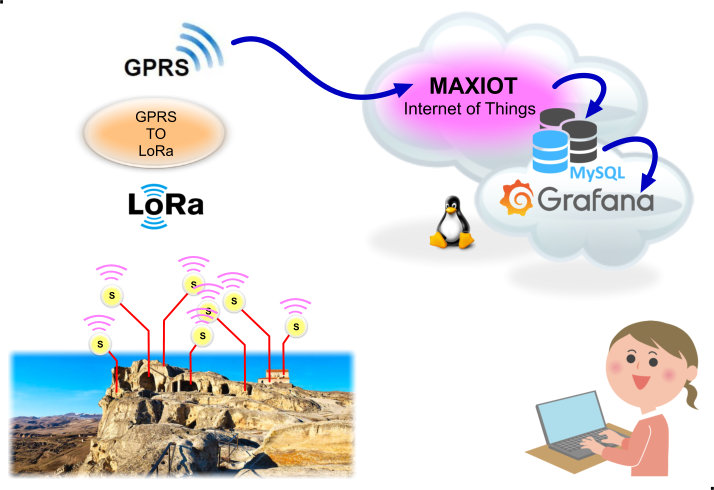 GPRS
GPRS
TO
LoRa
LoRa
MAXIOT
Internet of Things
MySQL
Grafana
S
S
S
S
S
S
S